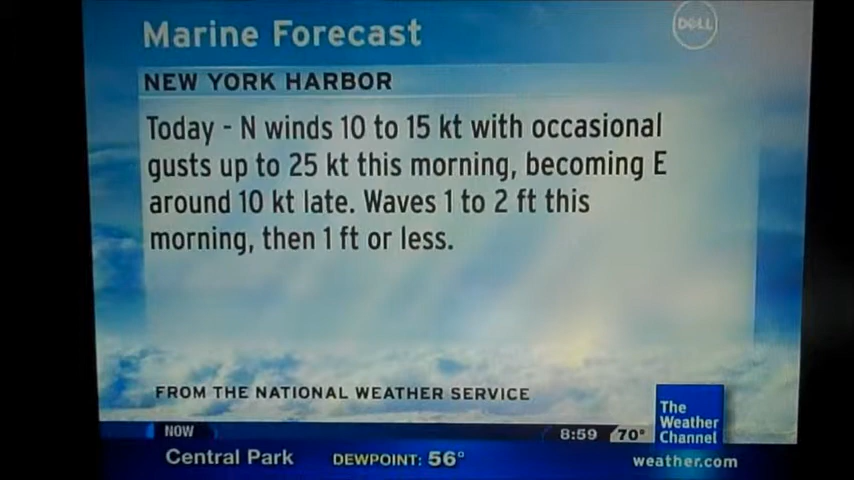 Marine Forecast
DELL
NEW YORK HARBOR
Today - N winds 10 to 15 kt with occasional
gusts up to 25 kt this morning, becoming E
around 10 kt late. Waves 1 to 2 ft this
morning, then 1 ft or less.
FROM THE NATIONAL WEATHER SERVICE
The
Weather
Channel
NOW
8:59 70°
Central Park DEWPOINT: 56°
weather.com